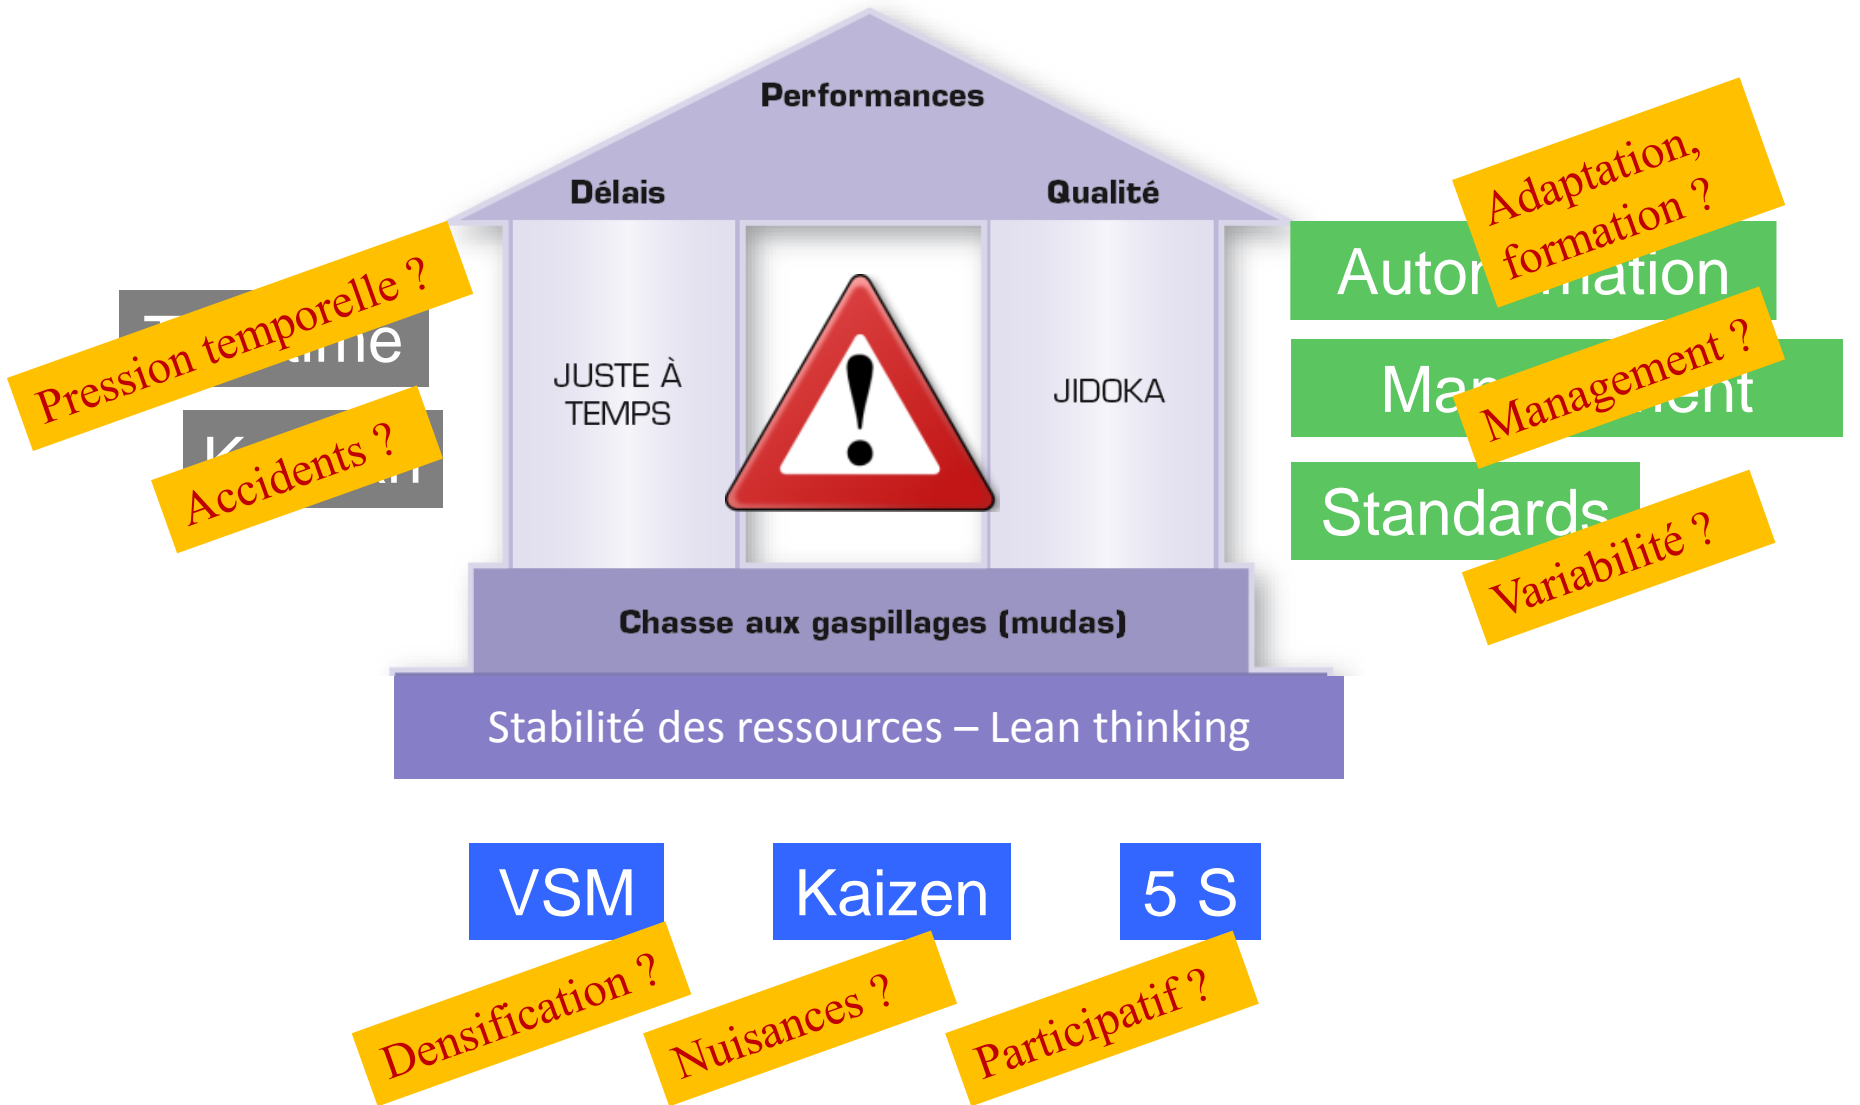 Performances
Délais
Qualité
Adaptation,
formation ?
Pression temporelle ?
JUSTE À
TEMPS
JIDOKA
Management ?
Accidents ?
Standards
Variabilité ?
Chasse aux gaspillages (mudas)
Stabilité des ressources – Lean thinking
VSM
Kaizen
5 S
Densification ?
Nuisances ?
Participatif ?